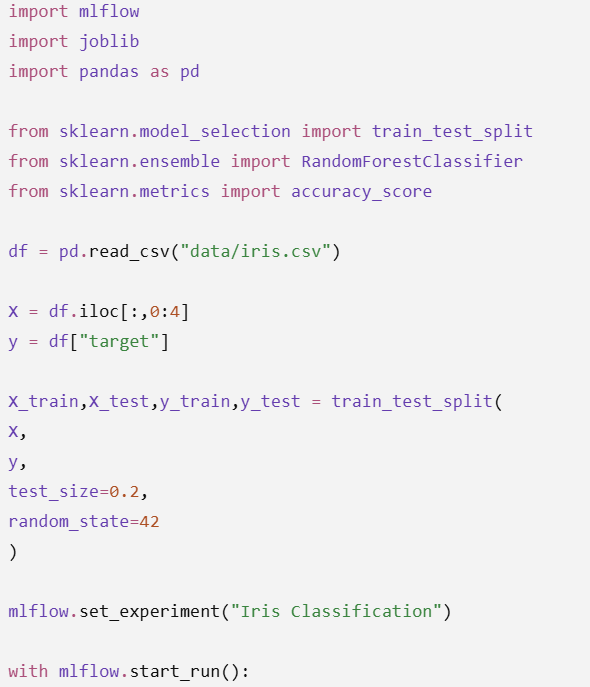 import mlflow
import joblib
import pandas as pd
from sklearn.model_selection import train_test_split
from sklearn.ensemble import RandomForestClassifier
from sklearn.metrics import accuracy_score
df = pd.read_csv("data/iris.csv")
X = df.iloc[:,0:4]
y = df["target"]
X_train,X_test,y_train,y_test = train_test_split(
X,
y,
test_size=0.2,
random_state=42
)
mlflow.set_experiment("Iris Classification")
with mlflow.start_run():